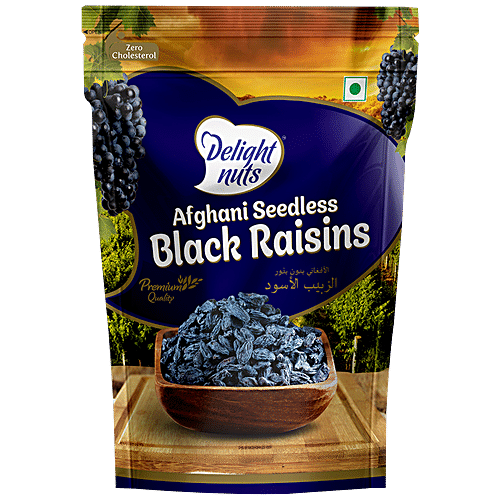 Zero
Cholesterol
Delight
nuts
Afghani Seedless
Black Raisins
الأفغاني بدون بذور
الزبيب الأسود
Premium
Quality